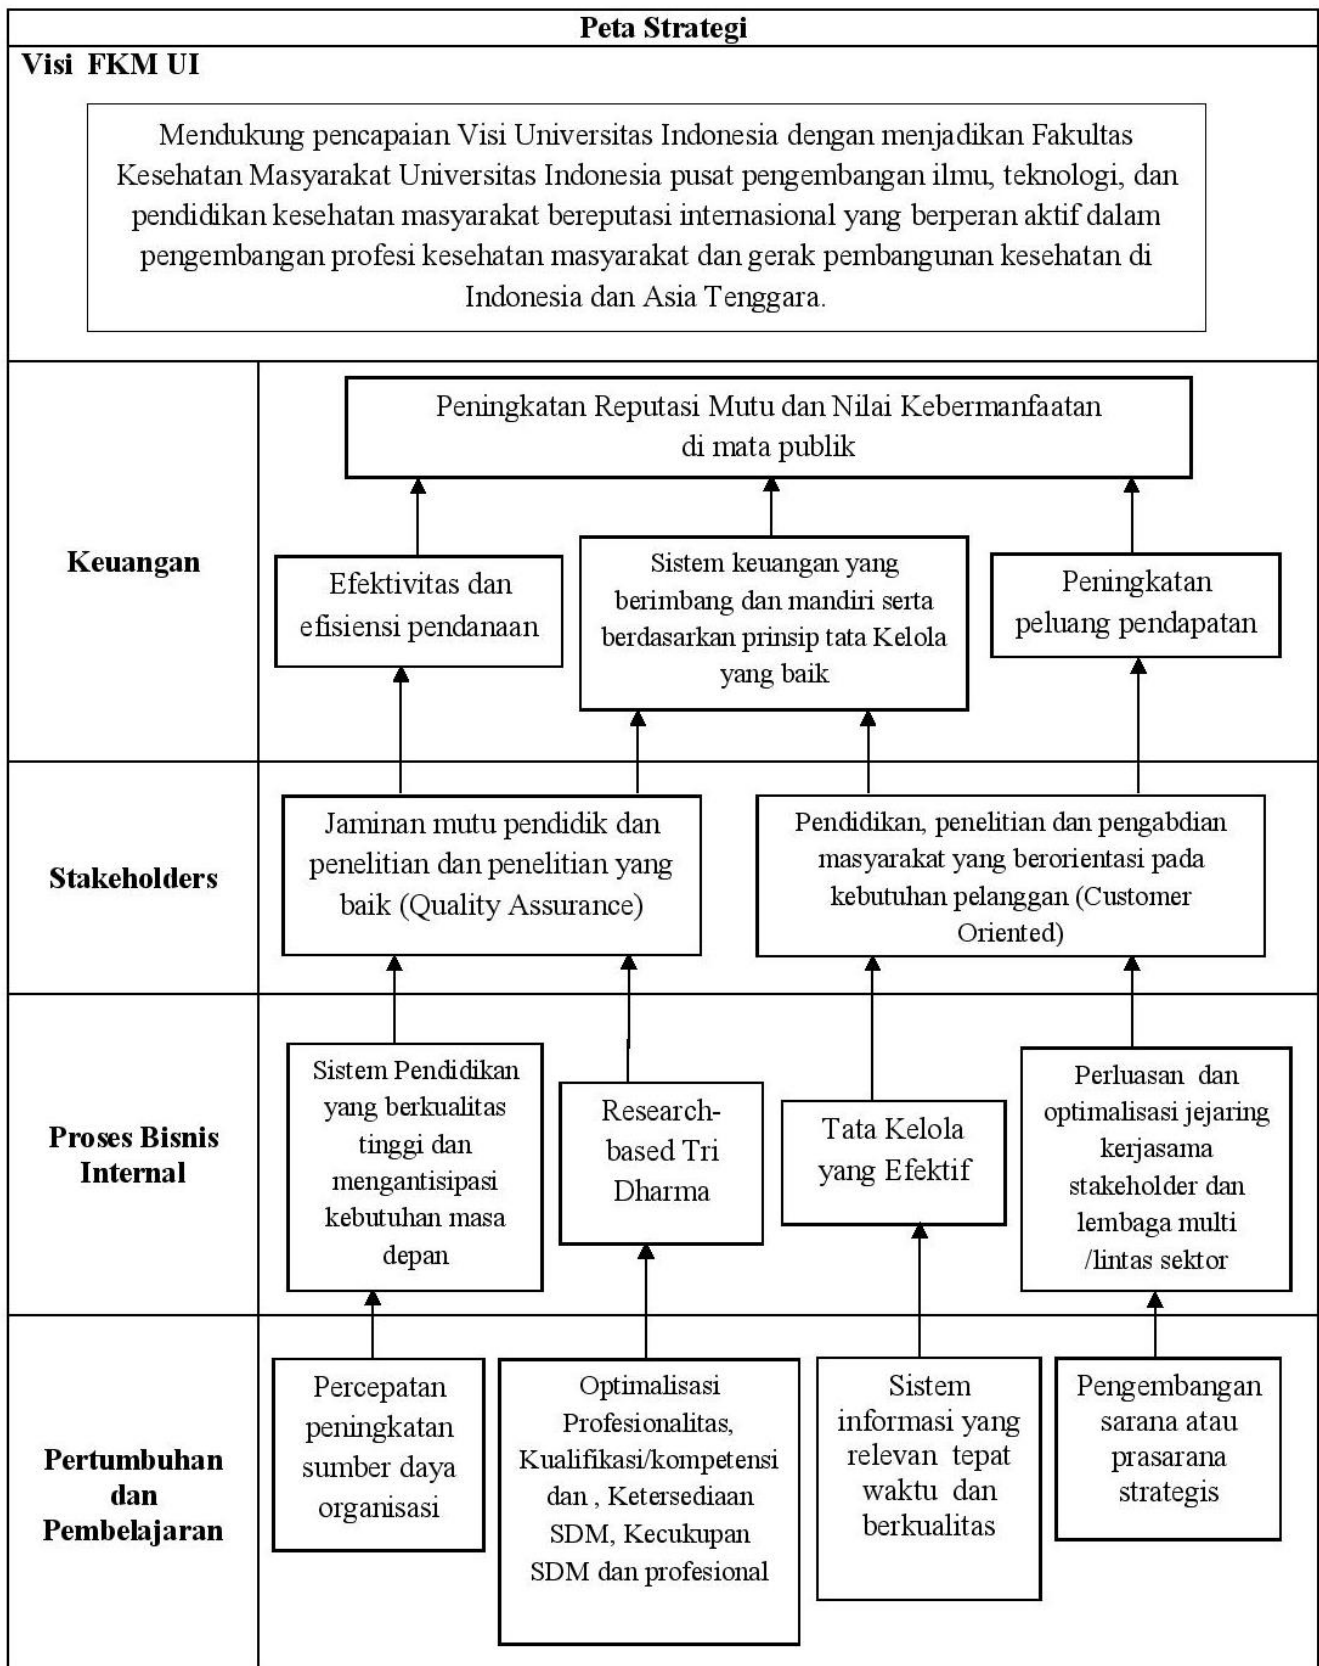 Peta Strategi
Visi FKM UI
Mendukung pencapaian Visi Universitas Indonesia dengan menjadikan Fakultas
Kesehatan Masyarakat Universitas Indonesia pusat pengembangan ilmu, teknologi, dan
pendidikan kesehatan masyarakat bereputasi internasional yang berperan aktif dalam
pengembangan profesi kesehatan masyarakat dan gerak pembangunan kesehatan di
Indonesia dan Asia Tenggara.
Keuangan
Peningkatan Reputasi Mutu dan Nilai Kebermanfaatan
di mata publik
Efektivitas dan
efisiensi pendanaan
Sistem keuangan yang
berimbang dan mandiri serta
berdasarkan prinsip tata Kelola
yang baik
Peningkatan
peluang pendapatan
Stakeholders
Jaminan mutu pendidik dan
penelitian dan penelitian yang
baik (Quality Assurance)
Pendidikan, penelitian dan pengabdian
masyarakat yang berorientasi pada
kebutuhan pelanggan (Customer
Oriented)
Proses Bisnis
Internal
Sistem Pendidikan
yang berkualitas
tinggi dan
mengantisipasi
kebutuhan masa
depan
Research-
based Tri
Dharma
Tata Kelola
yang Efektif
Perluasan dan
optimalisasi jejaring
kerjasama
stakeholder dan
lembaga multi
/lintas sektor
Pertumbuhan
dan
Pembelajaran
Percepatan
peningkatan
sumber daya
organisasi
Optimalisasi
Profesionalitas,
Kualifikasi/kompetensi
dan , Ketersediaan
SDM, Kecukupan
SDM dan profesional
Sistem
informasi yang
relevan tepat
waktu dan
berkualitas
Pengembangan
sarana atau
prasarana
strategis